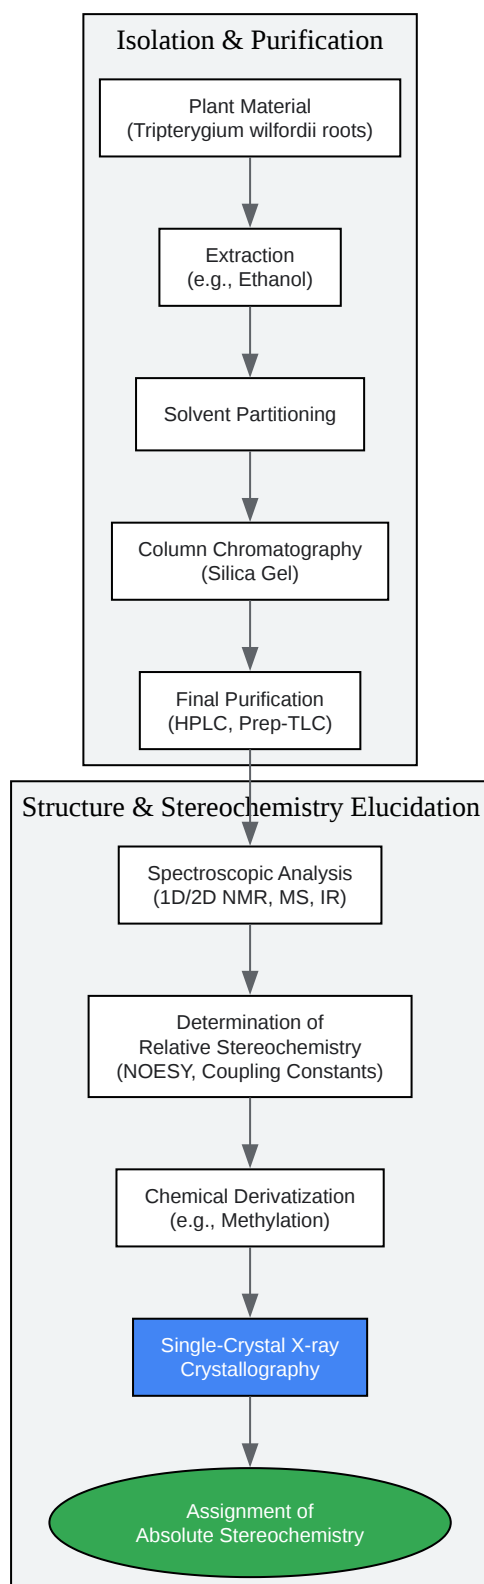 Isolation & Purification
Plant Material
(Tripterygium wilfordii roots)
Extraction
(e.g., Ethanol)
Solvent Partitioning
Column Chromatography
(Silica Gel)
Final Purification
(HPLC, Prep-TLC)
Structure & Stereochemistry Elucidation
Spectroscopic Analysis
(1D/2D NMR, MS, IR)
Determination of
Relative Stereochemistry
(NOESY, Coupling Constants)
Chemical Derivatization
(e.g., Methylation)
Single-Crystal X-ray
Crystallography
Assignment of
Absolute Stereochemistry